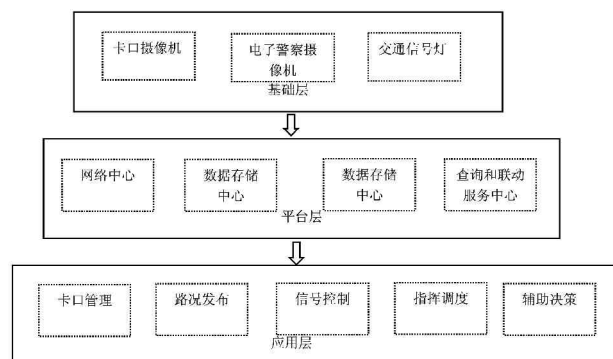 卡口摄像机
电子警察摄
像机
交通信号灯
基础层
网络中心
数据存储
中心
数据存储
中心
查询和联动
服务中心
平台层
卡口管理
路况发布
信号控制
指挥调度
辅助决策
应用层